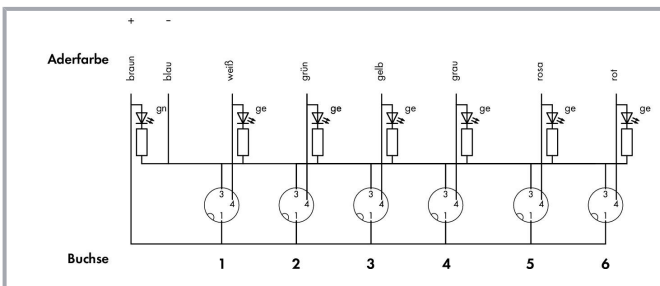 + –
Aderfarbe braun blau weiß grün gelb grau rosa rot
gn ge ge ge ge ge ge
3 3 3 3 3 3
4 4 4 4 4 4
1 1 1 1 1 1
Buchse 1 2 3 4 5 6